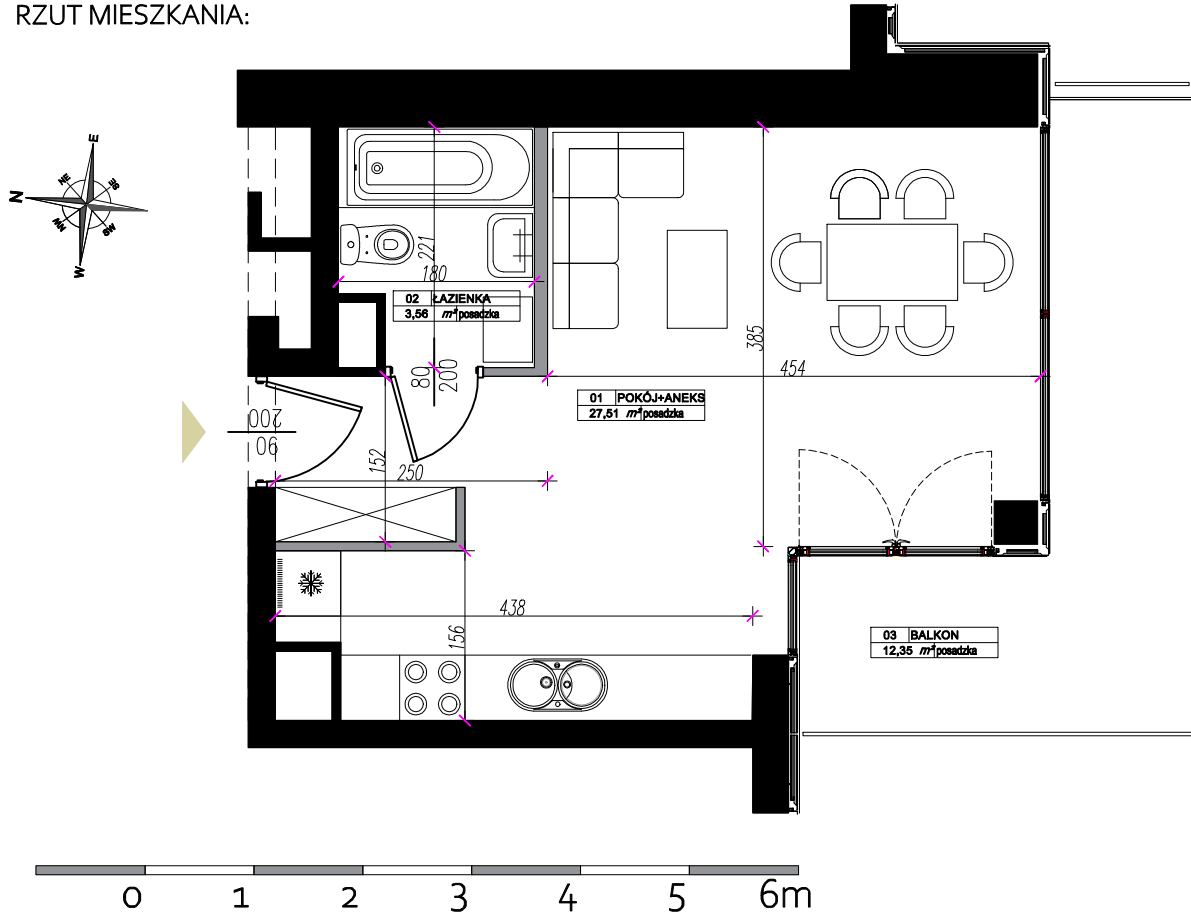 RZUT MIESZKANIA:
E
NE
SE
N
NW
SW
W
221
180
02 ŁAZIENKA
3,56 m² posadzka
80
200
385
454
01 POKÓJ+ANEKS
27,51 m² posadzka
200
90
152
250
438
156
03 BALKON
12,35 m² posadzka
0 1 2 3 4 5 6m